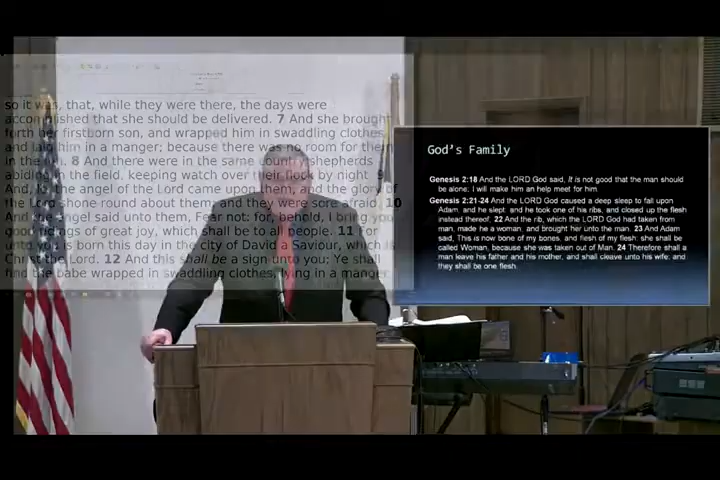 so it was, that, while they were there, the days were
accomplished that she should be delivered. 7 And she brought
forth her firstborn son, and wrapped him in swaddling clothes,
and laid him in a manger; because there was no room for them
in the inn. 8 And there were in the same country shepherds
abiding in the field, keeping watch over their flock by night
And, lo, the angel of the Lord came upon them, and the glory of
the Lord shone round about them: and they were sore afraid. 10
And the angel said unto them, Fear not: for, behold, I bring you
good tidings of great joy, which shall be to all people. 11 For
unto you is born this day in the city of David a Saviour, which is
Christ the Lord. 12 And this shall be a sign unto you; Ye shall
find the babe wrapped in swaddling clothes, lying in a manger
God's Family
Genesis 2:18 And the LORD God said, It is not good that the man should
be alone; I will make him an help meet for him.
Genesis 2:21-24 And the LORD God caused a deep sleep to fall upon
Adam, and he slept: and he took one of his ribs, and closed up the flesh
instead thereof; 22 And the rib, which the LORD God had taken from
man, made he a woman, and brought her unto the man. 23 And Adam
said, This is now bone of my bones, and flesh of my flesh: she shall be
called Woman, because she was taken out of Man. 24 Therefore shall a
man leave his father and his mother, and shall cleave unto his wife: and
they shall be one flesh.